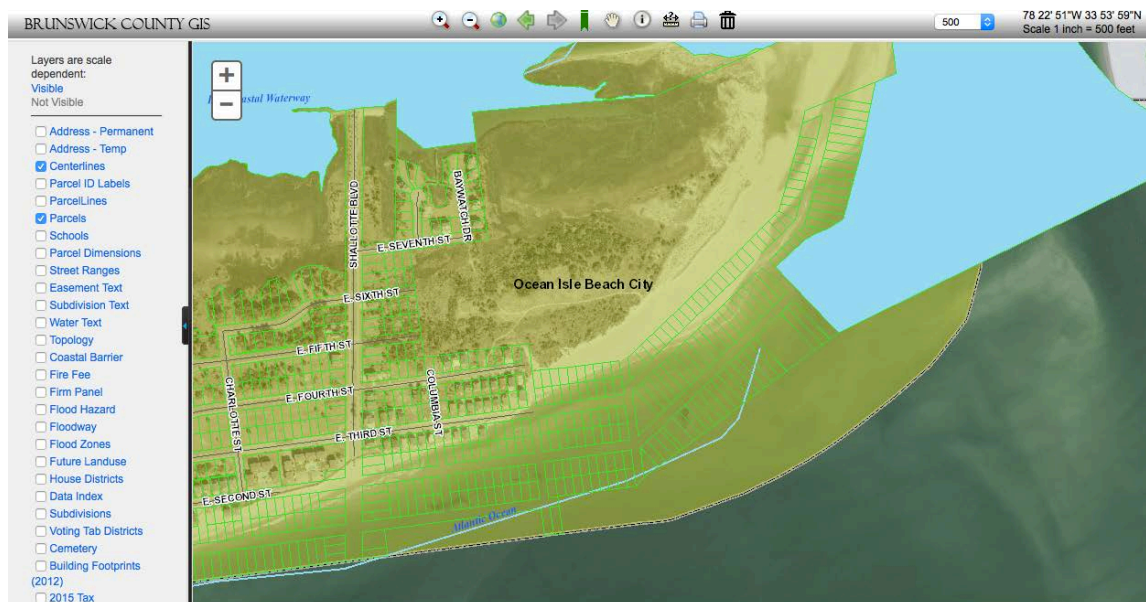 BRUNSWICK COUNTY GIS
500
78 22' 51"W 33 53' 59"N
Scale 1 inch = 500 feet
Layers are scale
dependent:
Visible
Not Visible
Address - Permanent
Address - Temp
Centerlines
Parcel ID Labels
ParcelLines
Parcels
Schools
Parcel Dimensions
Street Ranges
Easement Text
Subdivision Text
Water Text
Topology
Coastal Barrier
Fire Fee
Firm Panel
Flood Hazard
Floodway
Flood Zones
Future Landuse
House Districts
Data Index
Subdivisions
Voting Tab Districts
Cemetery
Building Footprints
(2012)
2015 Tax
+
−
Waterway
SHALLOTTE BLVD
BAYWATCH DR
E. SEVENTH ST
Ocean Isle Beach City
E. SIXTH ST
E. FIFTH ST
CHARLOTTE ST
E. FOURTH ST
COLUMBIA ST
E. THIRD ST
E. SECOND ST
Atlantic Ocean